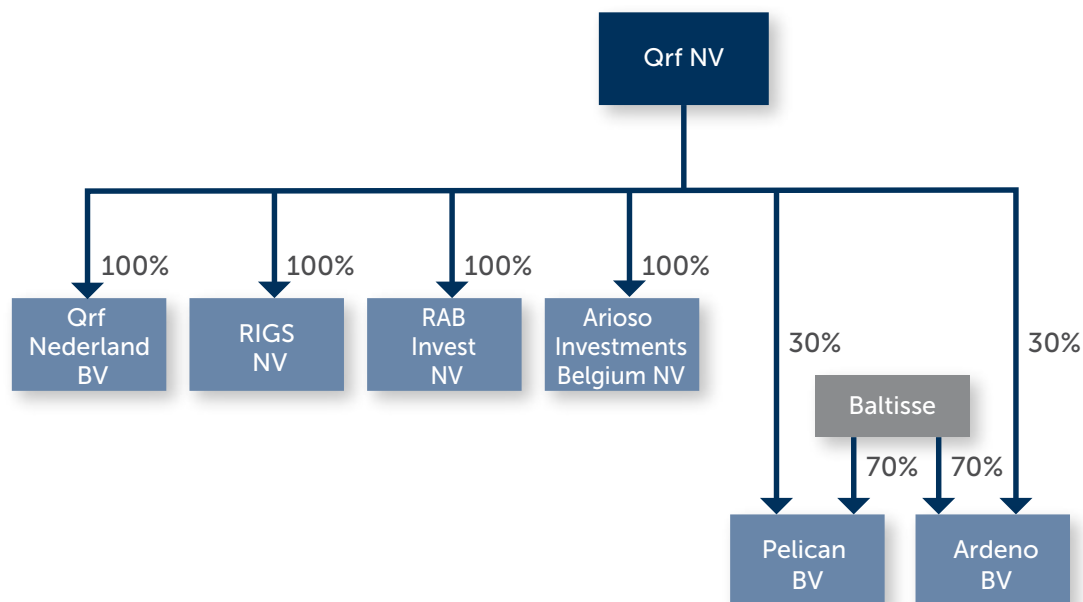 Qrf NV
100%
100%
100%
100%
Qrf
Nederland
BV
RIGS
NV
RAB
Invest
NV
Arioso
Investments
Belgium NV
30%
30%
Baltisse
70%
70%
Pelican
BV
Ardeno
BV